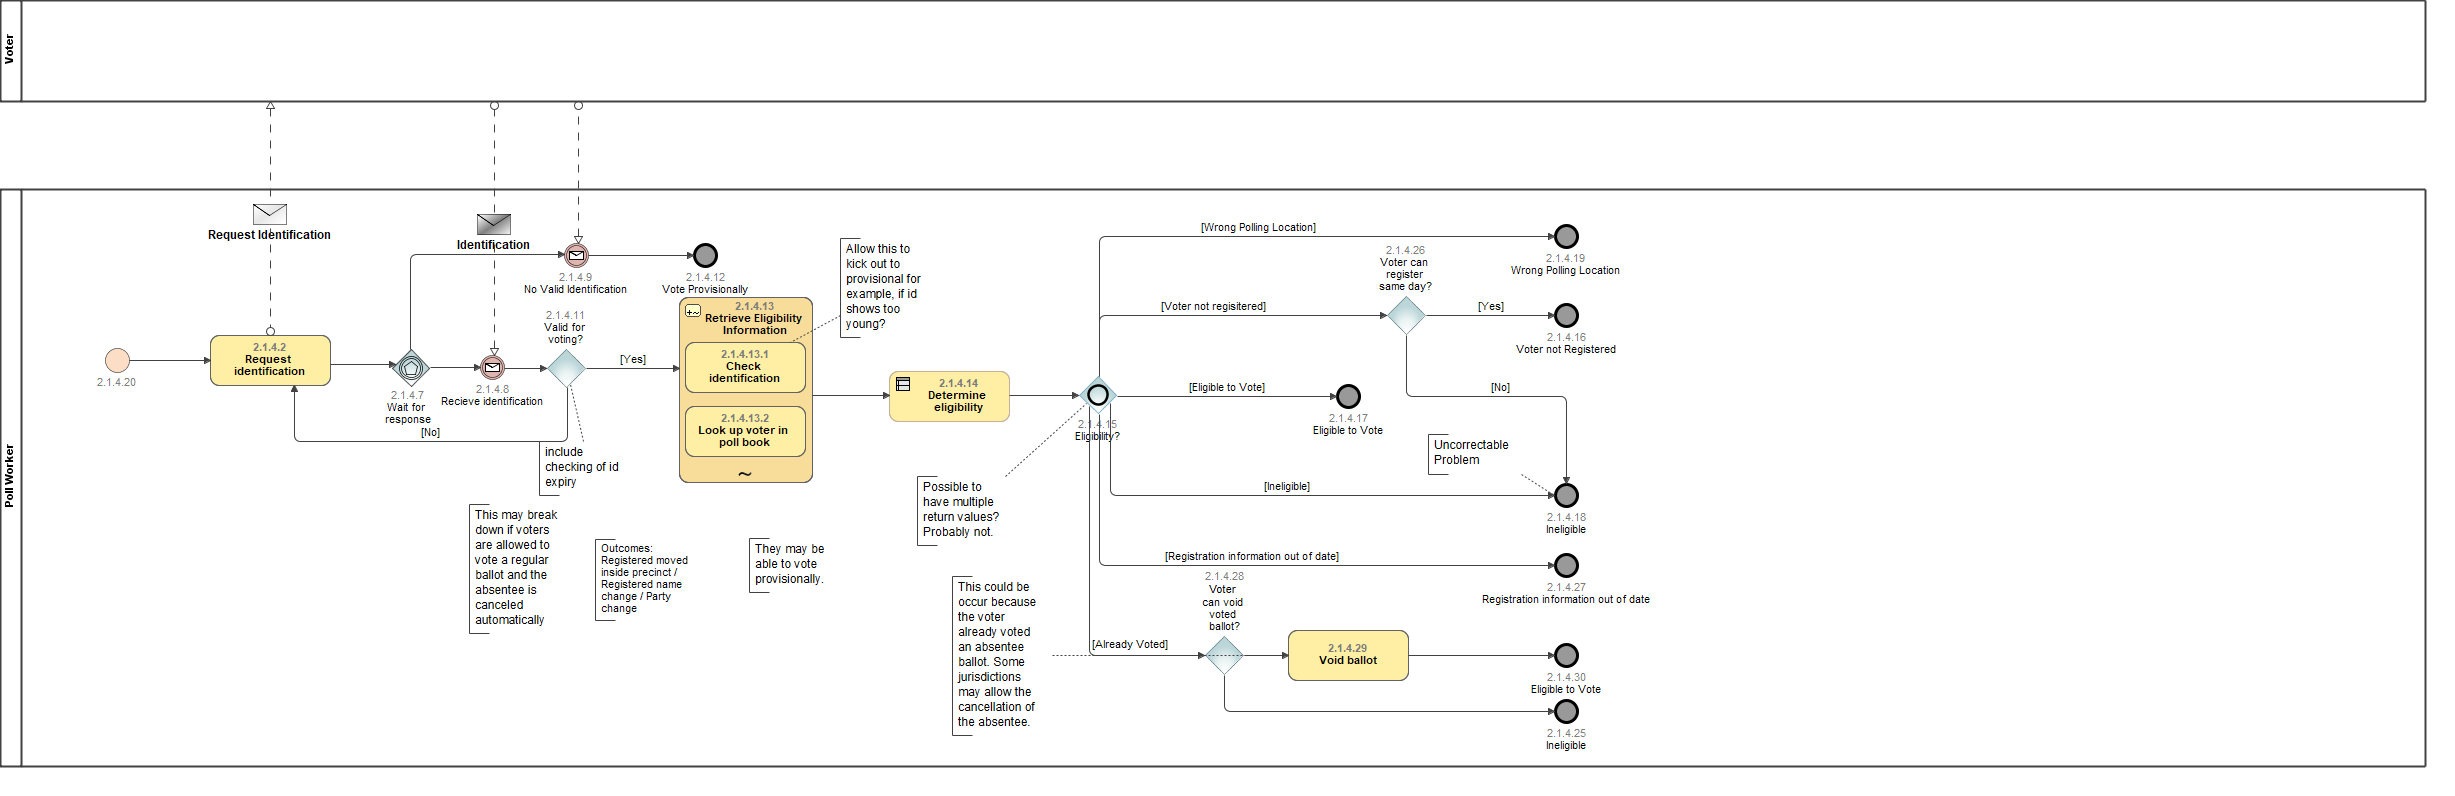 Voter
Poll Worker
Request Identification
Identification
2.1.4.20
2.1.4.2
Request
identification
2.1.4.7
Wait for
response
2.1.4.8
Recieve identification
2.1.4.9
No Valid Identification
2.1.4.12
Vote Provisionally
2.1.4.11
Valid for
voting?
[Yes]
[No]
include
checking of id
expiry
2.1.4.13
Retrieve Eligibility
Information
2.1.4.13.1
Check
identification
2.1.4.13.2
Look up voter in
poll book
Allow this to
kick out to
provisional for
example, if id
shows too
young?
This may break
down if voters
are allowed to
vote a regular
ballot and the
absentee is
canceled
automatically
Outcomes:
Registered moved
inside precinct /
Registered name
change / Party
change
They may be
able to vote
provisionally.
2.1.4.14
Determine
eligibility
2.1.4.15
Eligibility?
Possible to
have multiple
return values?
Probably not.
This could be
occur because
the voter
already voted
an absentee
ballot. Some
jurisdictions
may allow the
cancellation of
the absentee.
[Wrong Polling Location]
2.1.4.19
Wrong Polling Location
[Voter not regisitered]
2.1.4.26
Voter can
register
same day?
[Yes]
2.1.4.16
Voter not Registered
[Eligible to Vote]
2.1.4.17
Eligible to Vote
[No]
Uncorrectable
Problem
[Ineligible]
2.1.4.18
Ineligible
[Registration information out of date]
2.1.4.27
Registration information out of date
2.1.4.28
Voter
can void
voted
ballot?
[Already Voted]
2.1.4.29
Void ballot
2.1.4.30
Eligible to Vote
2.1.4.25
Ineligible